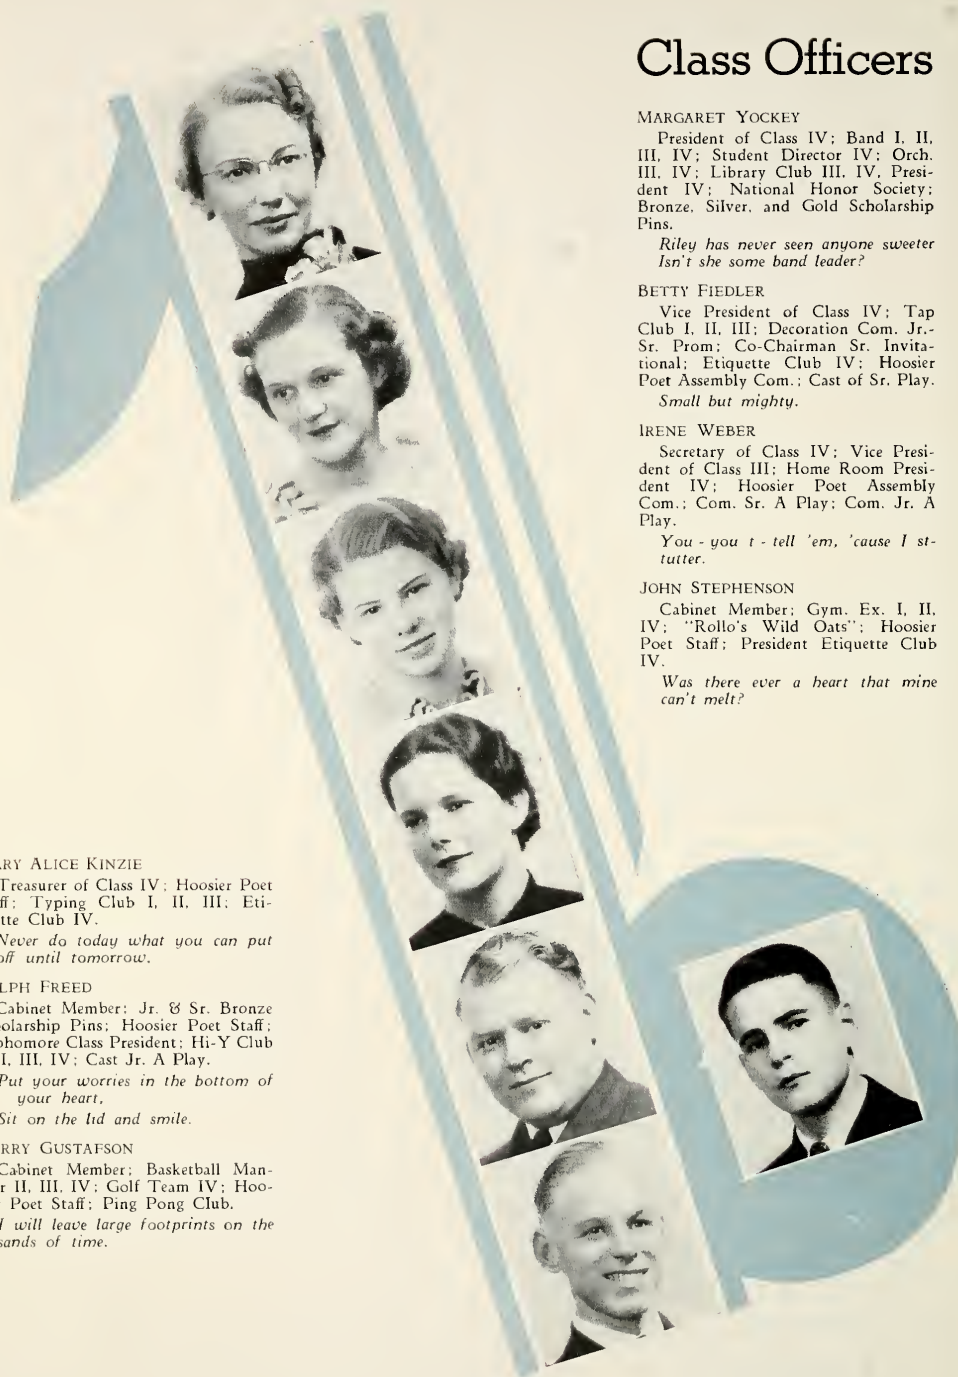 Class Officers
MARGARET YOCKEY
President of Class IV; Band I, II,
III, IV; Student Director IV; Orch.
III, IV; Library Club III, IV, Presi-
dent IV; National Honor Society;
Bronze, Silver, and Gold Scholarship
Pins.
Riley has never seen anyone sweeter
Isn't she some band leader?
BETTY FIEDLER
Vice President of Class IV; Tap
Club I, II, III; Decoration Com. Jr.-
Sr. Prom; Co-Chairman Sr. Invita-
tional; Etiquette Club IV; Hoosier
Poet Assembly Com.; Cast of Sr. Play.
Small but mighty.
IRENE WEBER
Secretary of Class IV; Vice Presi-
dent of Class III; Home Room Presi-
dent IV; Hoosier Poet Assembly
Com.; Com. Sr. A Play; Com. Jr. A
Play.
You - you t - tell 'em, 'cause I st-
tutter.
JOHN STEPHENSON
Cabinet Member; Gym. Ex. I, II,
IV; "Rollo's Wild Oats"; Hoosier
Poet Staff; President Etiquette Club
IV.
Was there ever a heart that mine
can't melt?
ARY ALICE KINZIE
Treasurer of Class IV; Hoosier Poet
ff; Typing Club I, II, III; Eti-
tte Club IV.
Never do today what you can put
off until tomorrow.
LPH FREED
Cabinet Member; Jr. & Sr. Bronze
olarship Pins; Hoosier Poet Staff;
phomore Class President; Hi-Y Club
I, III, IV; Cast Jr. A Play.
Put your worries in the bottom of
your heart,
Sit on the lid and smile.
RRY GUSTAFSON
Cabinet Member; Basketball Man-
r II, III, IV; Golf Team IV; Hoo-
Poet Staff; Ping Pong Club.
I will leave large footprints on the
sands of time.